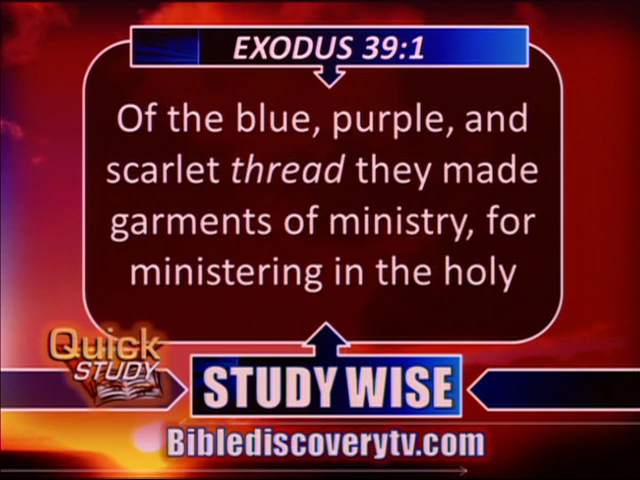 EXODUS 39:1
Of the blue, purple, and
scarlet thread they made
garments of ministry, for
ministering in the holy
Quick
STUDY
STUDY WISE
Biblediscoverytv.com